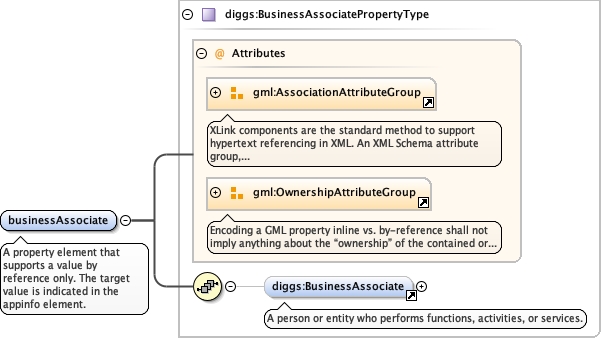 diggs:BusinessAssociatePropertyType
@ Attributes
gml:AssociationAttributeGroup
XLink components are the standard method to support
hypertext referencing in XML. An XML Schema attribute
group,...
gml:OwnershipAttributeGroup
Encoding a GML property inline vs. by-reference shall not
imply anything about the “ownership” of the contained or...
businessAssociate
A property element that
supports a value by
reference only. The target
value is indicated in the
appinfo element.
diggs:BusinessAssociate
A person or entity who performs functions, activities, or services.